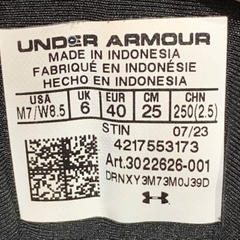 UNDER ARMOUR
MADE IN INDONESIA
FABRIQUÉ EN INDONÉSIE
HECHO EN INDONESIA
USA UK EUR CM CHN
M7/W8.5 6 40 25 250(2.5)
STIN 07/23
4217553173
Art.3022626-001
DRNXY3M73M0J39D